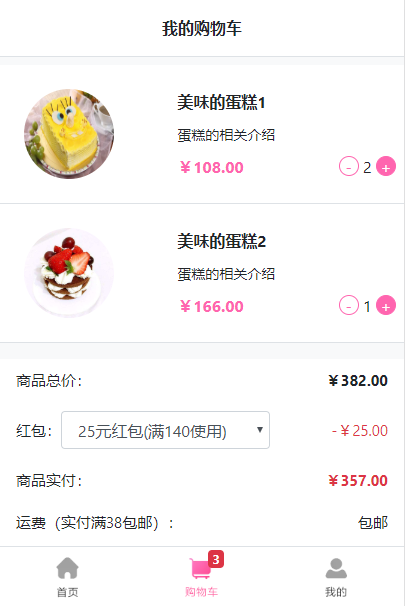 我的购物车
美味的蛋糕1
蛋糕的相关介绍
￥108.00
- 2 +
美味的蛋糕2
蛋糕的相关介绍
￥166.00
- 1 +
商品总价： ￥382.00
红包： 25元红包(满140使用) -￥25.00
商品实付： ￥357.00
运费（实付满38包邮）： 包邮
3
首页 购物车 我的